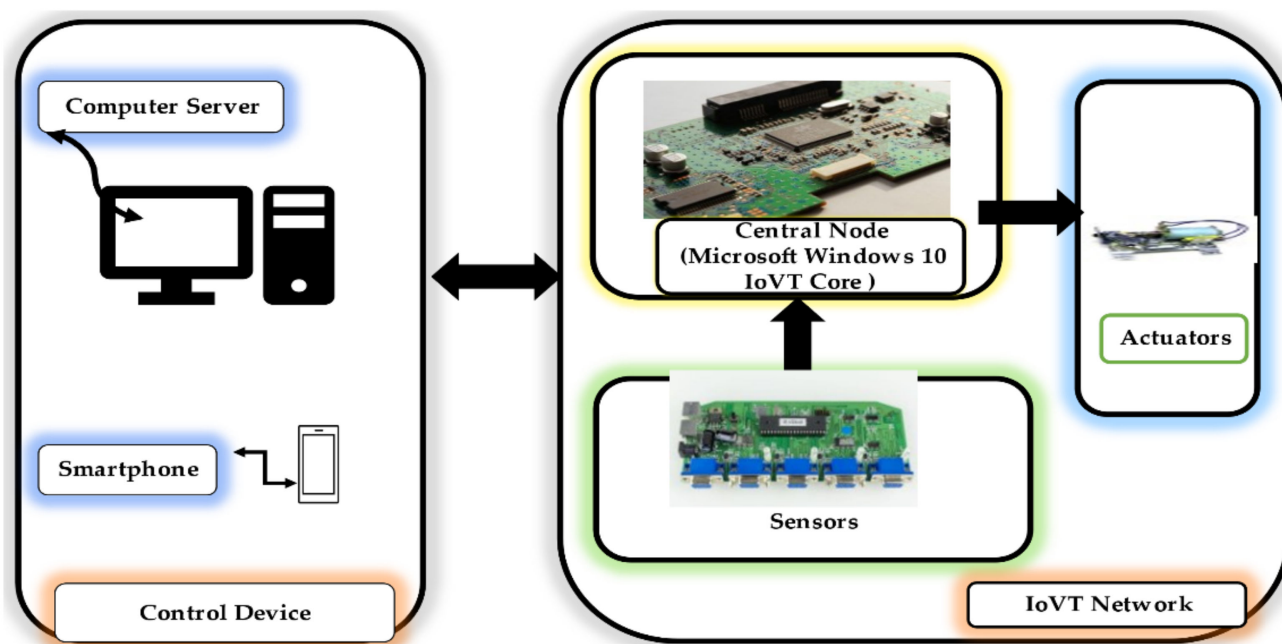 Computer Server
Smartphone
Control Device
Central Node
(Microsoft Windows 10
IoVT Core )
Actuators
Sensors
IoVT Network